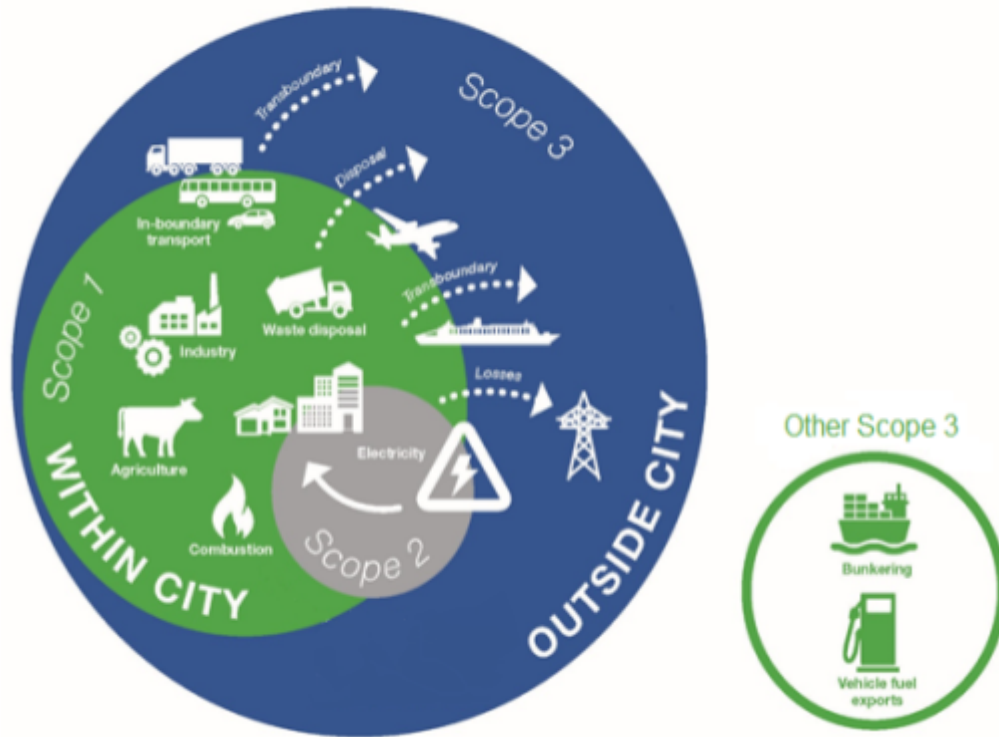 Transboundary
Scope 3
Disposal
In-boundary
transport
Transboundary
Scope 1
Waste disposal
Industry
Losses
Electricity
Agriculture
Combustion
Scope 2
WITHIN CITY
OUTSIDE CITY
Other Scope 3
Bunkering
Vehicle fuel
exports